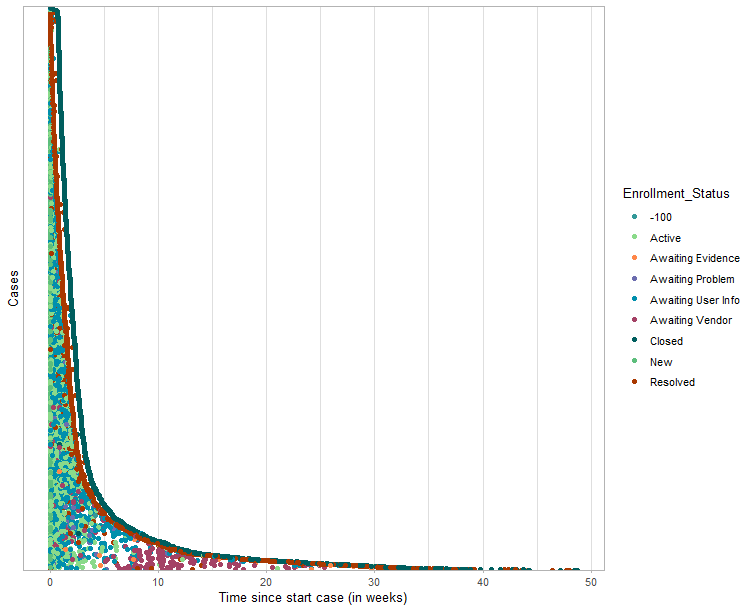 Cases
Enrollment_Status
-100
Active
Awaiting Evidence
Awaiting Problem
Awaiting User Info
Awaiting Vendor
Closed
New
Resolved
0 10 20 30 40 50
Time since start case (in weeks)